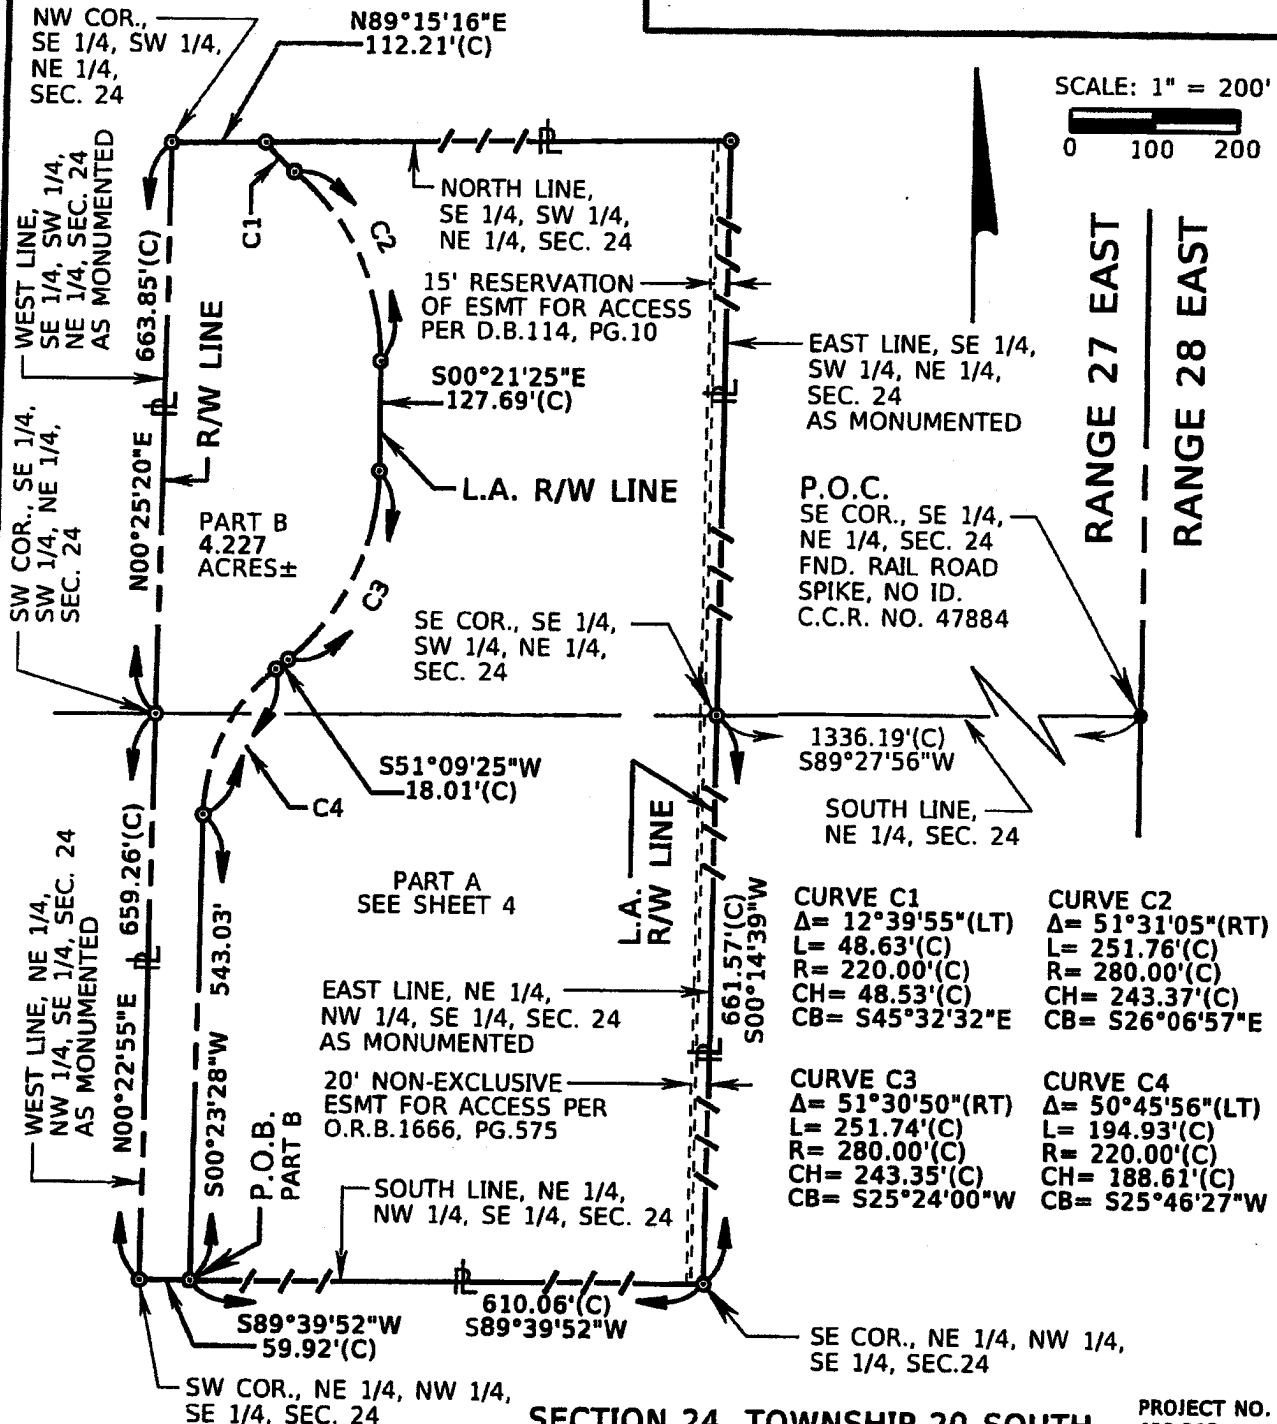 NW COR.,
SE 1/4, SW 1/4,
NE 1/4,
SEC. 24
N89°15'16"E
112.21'(C)
SCALE: 1" = 200'
0 100 200
WEST LINE,
SE 1/4, SW 1/4,
NE 1/4, SEC. 24
AS MONUMENTED
663.85'(C)
C1
C2
NORTH LINE,
SE 1/4, SW 1/4,
NE 1/4, SEC. 24
15' RESERVATION
OF ESMT FOR ACCESS
PER D.B.114, PG.10
RANGE 27 EAST
RANGE 28 EAST
R/W LINE
S00°21'25"E
127.69'(C)
EAST LINE, SE 1/4,
SW 1/4, NE 1/4,
SEC. 24
AS MONUMENTED
SW COR., SE 1/4,
SW 1/4, NE 1/4,
SEC. 24
N00°25'20"E
L.A. R/W LINE
PART B
4.227
ACRES±
P.O.C.
SE COR., SE 1/4,
NE 1/4, SEC. 24
FND. RAIL ROAD
SPIKE, NO ID.
C.C.R. NO. 47884
C3
SE COR., SE 1/4,
SW 1/4, NE 1/4,
SEC. 24
S51°09'25"W
18.01'(C)
C4
1336.19'(C)
S89°27'56"W
SOUTH LINE,
NE 1/4, SEC. 24
L.A.
R/W LINE
WEST LINE, NE 1/4,
NW 1/4, SE 1/4, SEC. 24
AS MONUMENTED
N00°22'55"E 659.26'(C)
S00°23'28"W 543.03'
PART A
SEE SHEET 4
661.57'(C)
S00°14'39"W
CURVE C1
Δ= 12°39'55"(LT)
L= 48.63'(C)
R= 220.00'(C)
CH= 48.53'(C)
CB= S45°32'32"E
CURVE C2
Δ= 51°31'05"(RT)
L= 251.76'(C)
R= 280.00'(C)
CH= 243.37'(C)
CB= S26°06'57"E
EAST LINE, NE 1/4,
NW 1/4, SE 1/4, SEC. 24
AS MONUMENTED
20' NON-EXCLUSIVE
ESMT FOR ACCESS PER
O.R.B.1666, PG.575
CURVE C3
Δ= 51°30'50"(RT)
L= 251.74'(C)
R= 280.00'(C)
CH= 243.35'(C)
CB= S25°24'00"W
CURVE C4
Δ= 50°45'56"(LT)
L= 194.93'(C)
R= 220.00'(C)
CH= 188.61'(C)
CB= S25°46'27"W
P.O.B.
PART B
SOUTH LINE, NE 1/4,
NW 1/4, SE 1/4, SEC. 24
S89°39'52"W
59.92'(C)
610.06'(C)
S89°39'52"W
SE COR., NE 1/4, NW 1/4,
SE 1/4, SEC.24
SW COR., NE 1/4, NW 1/4,
SE 1/4, SEC. 24
SECTION 24, TOWNSHIP 20 SOUTH
PROJECT NO.